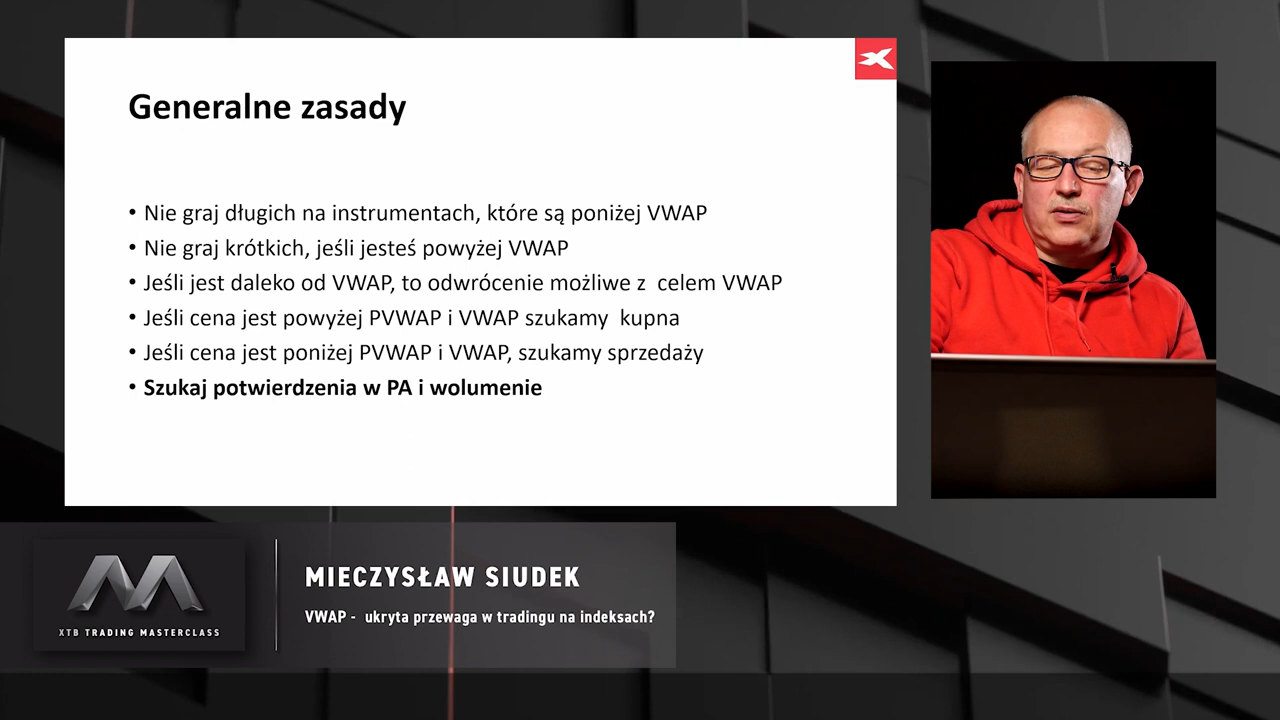 Generalne zasady
• Nie graj długich na instrumentach, które są poniżej VWAP
• Nie graj krótkich, jeśli jesteś powyżej VWAP
• Jeśli jest daleko od VWAP, to odwrócenie możliwe z  celem VWAP
• Jeśli cena jest powyżej PVWAP i VWAP szukamy  kupna
• Jeśli cena jest poniżej PVWAP i VWAP, szukamy sprzedaży
• Szukaj potwierdzenia w PA i wolumenie
XTB TRADING MASTERCLASS
MIECZYSŁAW SIUDEK
VWAP -  ukryta przewaga w tradingu na indeksach?